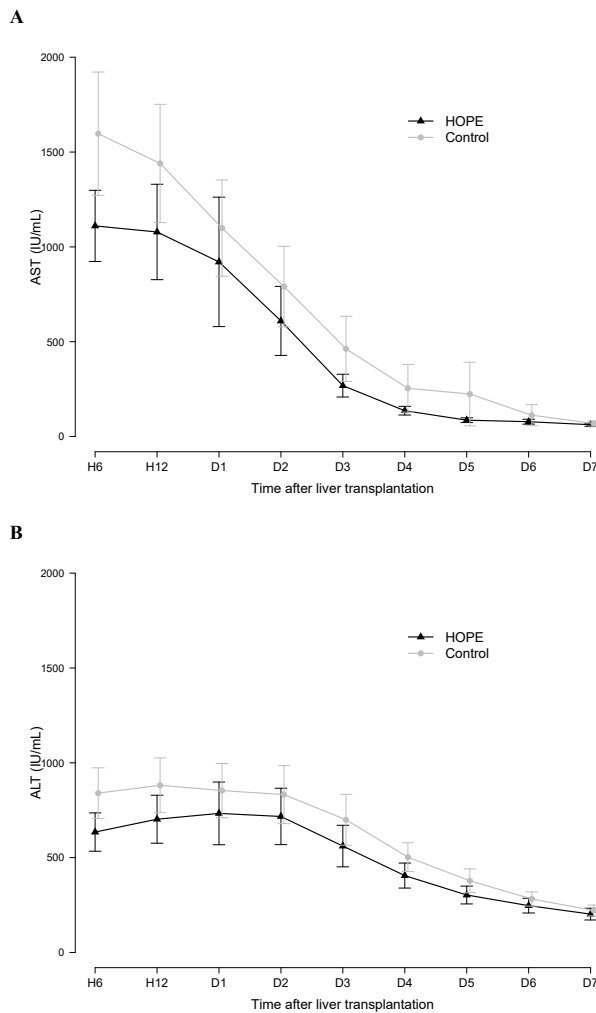 A
AST (IU/mL)
2000
1500
1000
500
0
HOPE
Control
H6 H12 D1 D2 D3 D4 D5 D6 D7
Time after liver transplantation
B
ALT (IU/mL)
2000
1500
1000
500
0
HOPE
Control
H6 H12 D1 D2 D3 D4 D5 D6 D7
Time after liver transplantation